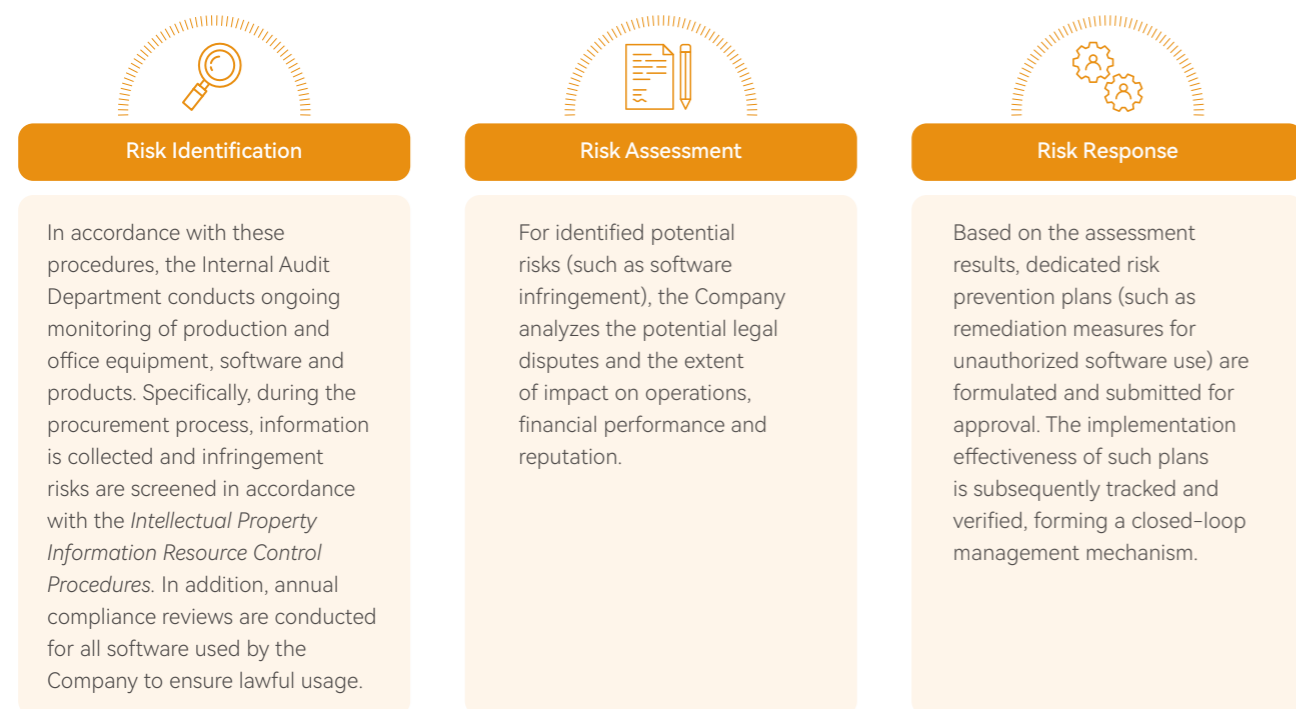 Risk Identification
In accordance with these
procedures, the Internal Audit
Department conducts ongoing
monitoring of production and
office equipment, software and
products. Specifically, during the
procurement process, information
is collected and infringement
risks are screened in accordance
with the Intellectual Property
Information Resource Control
Procedures. In addition, annual
compliance reviews are conducted
for all software used by the
Company to ensure lawful usage.
Risk Assessment
For identified potential
risks (such as software
infringement), the Company
analyzes the potential legal
disputes and the extent
of impact on operations,
financial performance and
reputation.
Risk Response
Based on the assessment
results, dedicated risk
prevention plans (such as
remediation measures for
unauthorized software use) are
formulated and submitted for
approval. The implementation
effectiveness of such plans
is subsequently tracked and
verified, forming a closed-loop
management mechanism.